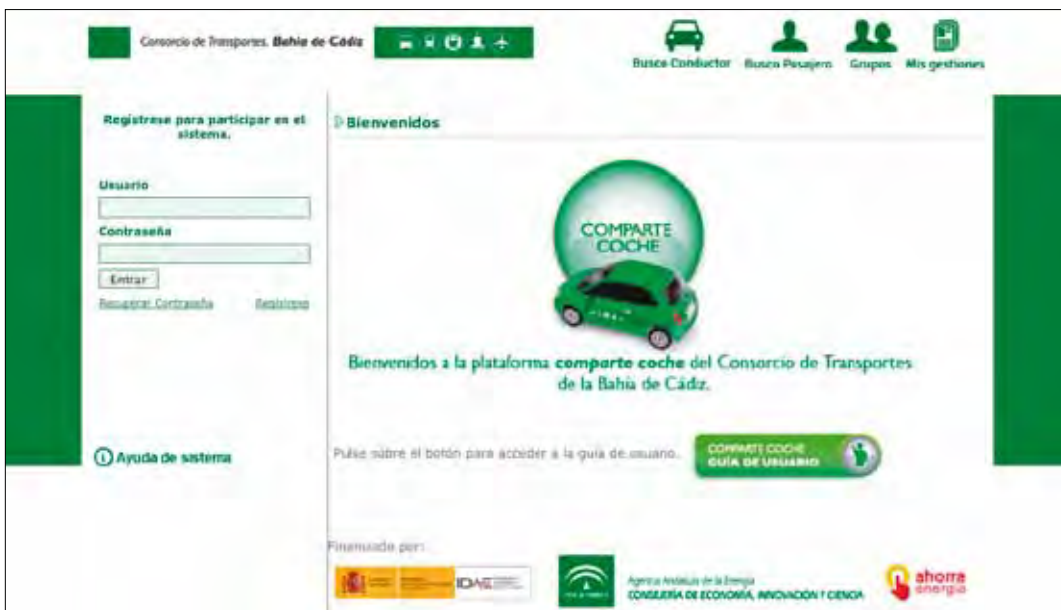 Consorcio de Transportes. Bahía de Cádiz
Busco Conductor
Busco Pasajero
Grupos
Mis gestiones
Regístrese para participar en el
sistema.
Bienvenidos
Usuario
Contraseña
Entrar
Recuperar Contraseña
Regístrese
COMPARTE
COCHE
Bienvenidos a la plataforma comparte coche del Consorcio de Transportes
de la Bahía de Cádiz.
Ayuda de sistema
Pulse sobre el botón para acceder a la guía de usuario.
COMPARTE COCHE
GUÍA DE USUARIO
Financiado por:
IDAE
Agencia Andaluza de la Energía
CONSEJERÍA DE ECONOMÍA, INNOVACIÓN Y CIENCIA
ahorra
energía